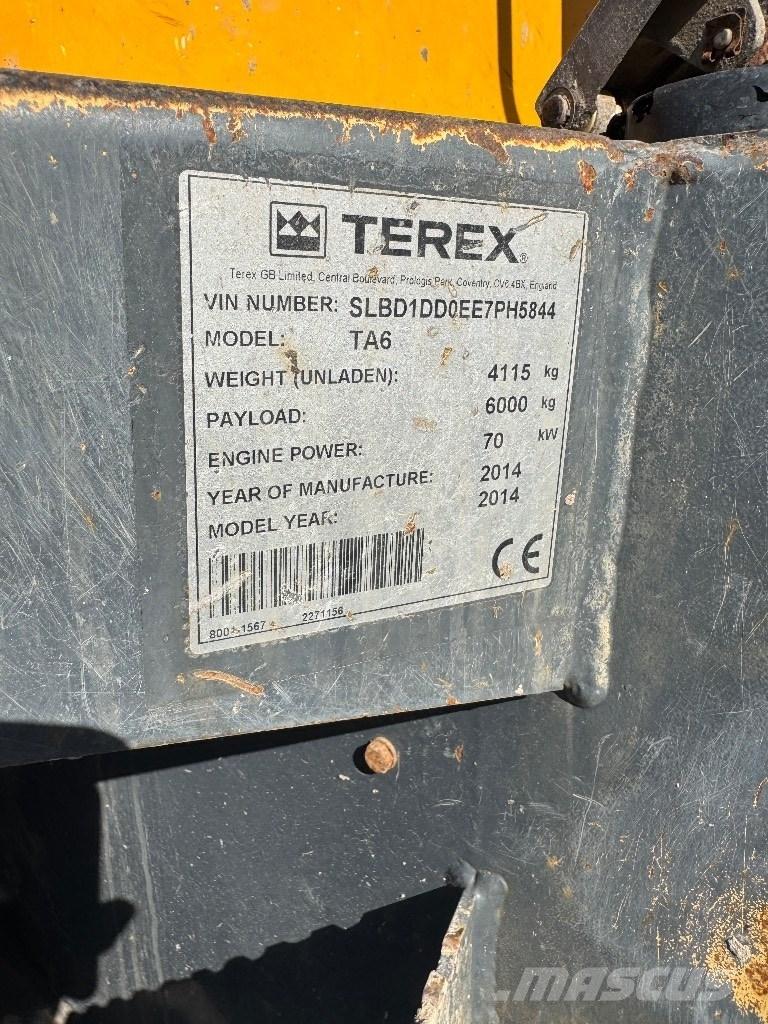 TEREX®
Terex GB Limited, Central Boulevard, Prologis Park, Coventry, CV6 4BX, England
VIN NUMBER: SLBD1DD0EE7PH5844
MODEL: TA6
WEIGHT (UNLADEN): 4115 kg
PAYLOAD: 6000 kg
ENGINE POWER: 70 kW
YEAR OF MANUFACTURE: 2014
MODEL YEAR: 2014
CE
2271156
MASCUS